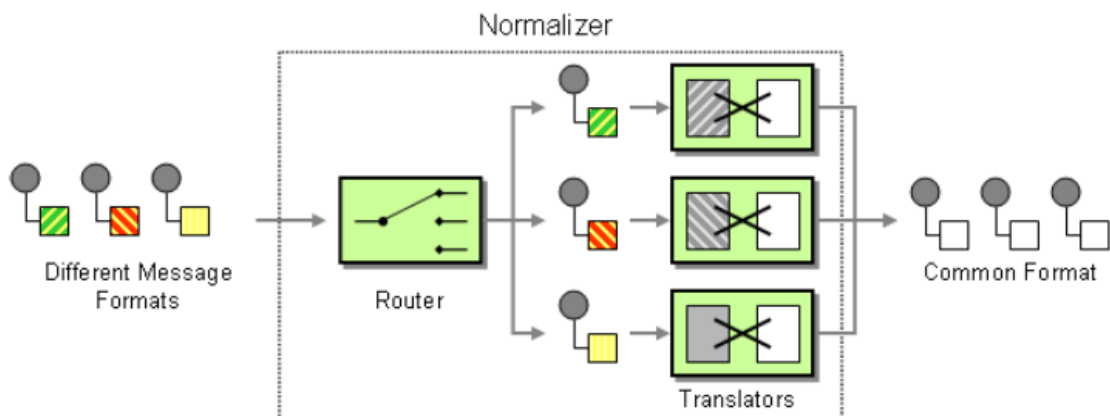 Normalizer
Different Message
Formats
Router
Translators
Common Format